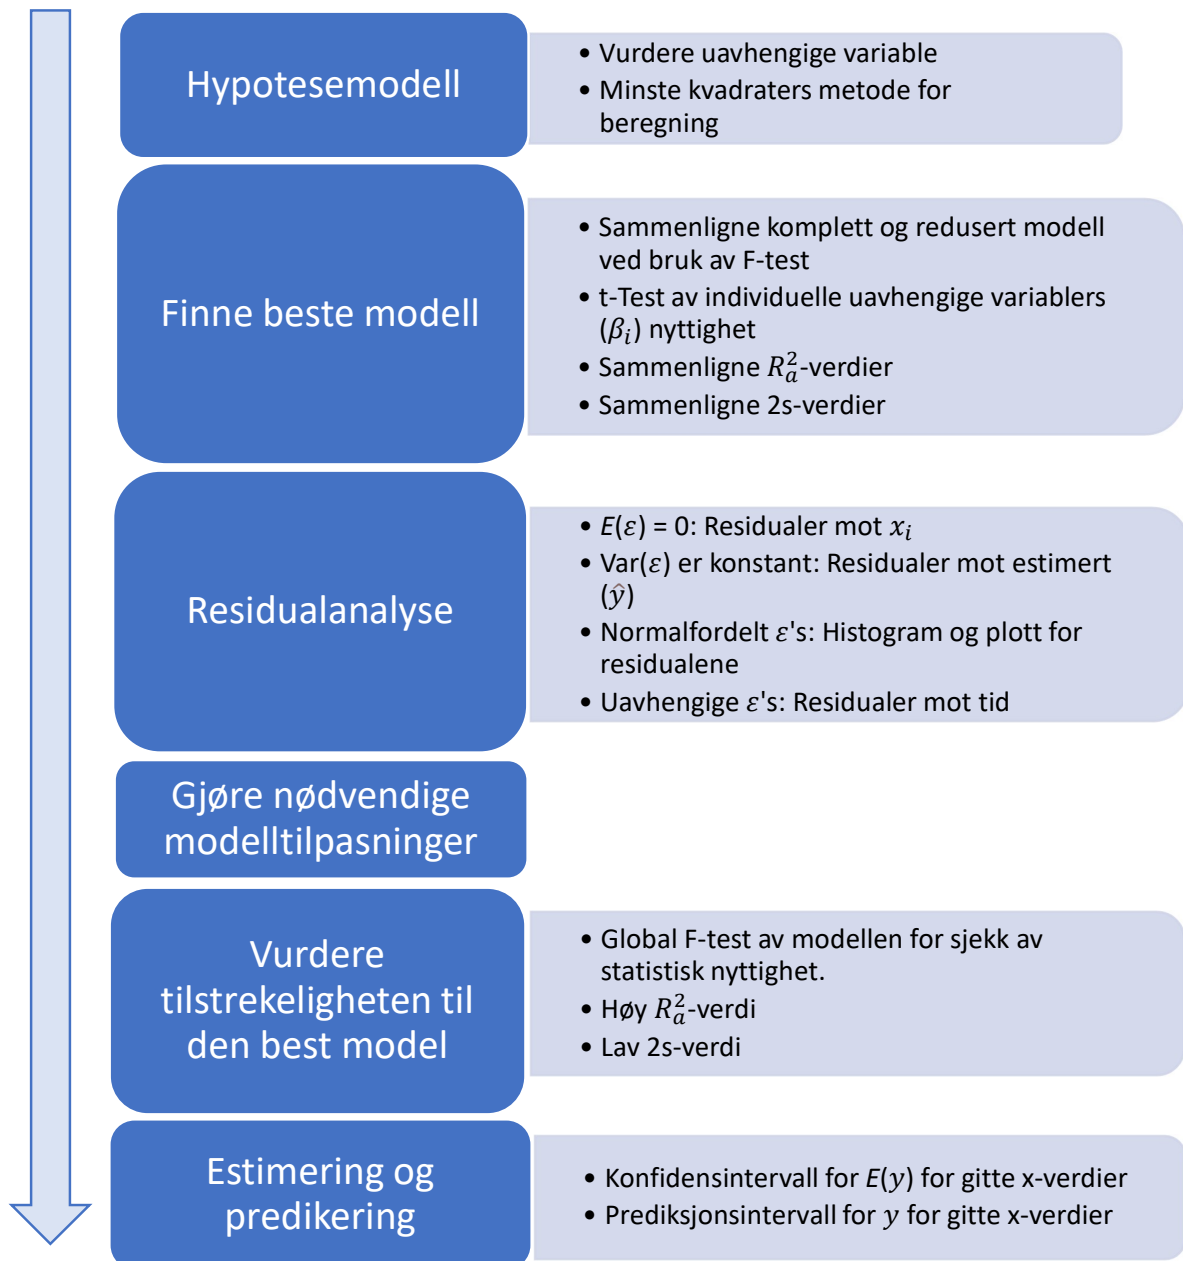 Hypotesemodell
• Vurdere uavhengige variable
• Minste kvadraters metode for
beregning
Finne beste modell
• Sammenligne komplett og redusert modell
ved bruk av F-test
• t-Test av individuelle uavhengige variablers
(βᵢ) nyttighet
• Sammenligne R²ₐ-verdier
• Sammenligne 2s-verdier
Residualanalyse
• E(ε) = 0: Residualer mot xᵢ
• Var(ε) er konstant: Residualer mot estimert
(ŷ)
• Normalfordelt ε's: Histogram og plott for
residualene
• Uavhengige ε's: Residualer mot tid
Gjøre nødvendige
modelltilpasninger
Vurdere
tilstrekeligheten til
den best model
• Global F-test av modellen for sjekk av
statistisk nyttighet.
• Høy R²ₐ-verdi
• Lav 2s-verdi
Estimering og
predikering
• Konfidensintervall for E(y) for gitte x-verdier
• Prediksjonsintervall for y for gitte x-verdier